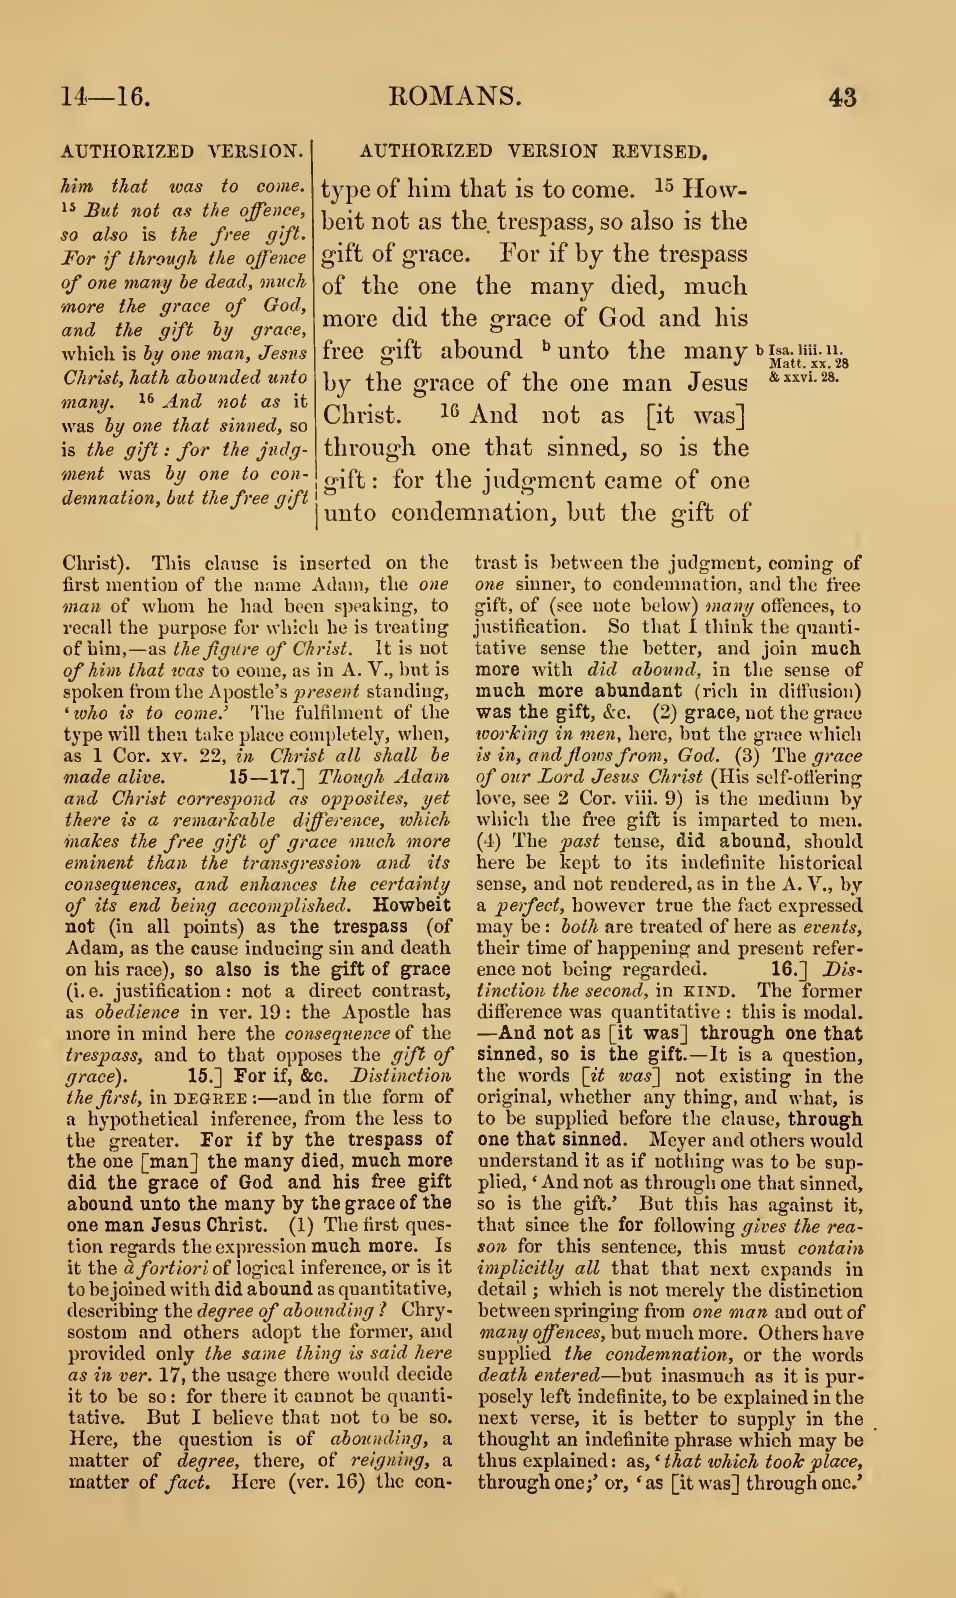 14—16.
ROMANS.
43
AUTHORIZED VERSION.
him that was to come.
15 But not as the offence,
so also is the free gift.
For if through the offence
of one many be dead, much
more the grace of God,
and the gift by grace,
which is by one man, Jesus
Christ, hath abounded unto
many. 16 And not as it
was by one that sinned, so
is the gift: for the judg-
ment was by one to con-
demnation, but the free gift
AUTHORIZED VERSION REVISED.
type of him that is to come. 15 How-
beit not as the trespass, so also is the
gift of grace. For if by the trespass
of the one the many died, much
more did the grace of God and his
free gift abound b unto the many
by the grace of the one man Jesus
Christ. 16 And not as [it was]
through one that sinned, so is the
gift: for the judgment came of one
unto condemnation, but the gift of
b Isa. liii. 11.
Matt. xx. 28
& xxvi. 28.
Christ). This clause is inserted on the
first mention of the name Adam, the one
man of whom he had been speaking, to
recall the purpose for which he is treating
of him,—as the figure of Christ. It is not
of him that was to come, as in A. V., but is
spoken from the Apostle's present standing,
'who is to come.' The fulfilment of the
type will then take place completely, when,
as 1 Cor. xv. 22, in Christ all shall be
made alive. 15—17.] Though Adam
and Christ correspond as opposites, yet
there is a remarkable difference, which
makes the free gift of grace much more
eminent than the transgression and its
consequences, and enhances the certainty
of its end being accomplished. Howbeit
not (in all points) as the trespass (of
Adam, as the cause inducing sin and death
on his race), so also is the gift of grace
(i. e. justification: not a direct contrast,
as obedience in ver. 19: the Apostle has
more in mind here the consequence of the
trespass, and to that opposes the gift of
grace). 15.] For if, &c. Distinction
the first, in DEGREE:—and in the form of
a hypothetical inference, from the less to
the greater. For if by the trespass of
the one [man] the many died, much more
did the grace of God and his free gift
abound unto the many by the grace of the
one man Jesus Christ. (1) The first ques-
tion regards the expression much more. Is
it the à fortiori of logical inference, or is it
to be joined with did abound as quantitative,
describing the degree of abounding? Chry-
sostom and others adopt the former, and
provided only the same thing is said here
as in ver. 17, the usage there would decide
it to be so: for there it cannot be quanti-
tative. But I believe that not to be so.
Here, the question is of abounding, a
matter of degree, there, of reigning, a
matter of fact. Here (ver. 16) the con-
trast is between the judgment, coming of
one sinner, to condemnation, and the free
gift, of (see note below) many offences, to
justification. So that I think the quanti-
tative sense the better, and join much
more with did abound, in the sense of
much more abundant (rich in diffusion)
was the gift, &c. (2) grace, not the grace
working in men, here, but the grace which
is in, and flows from, God. (3) The grace
of our Lord Jesus Christ (His self-offering
love, see 2 Cor. viii. 9) is the medium by
which the free gift is imparted to men.
(4) The past tense, did abound, should
here be kept to its indefinite historical
sense, and not rendered, as in the A. V., by
a perfect, however true the fact expressed
may be: both are treated of here as events,
their time of happening and present refer-
ence not being regarded. 16.] Dis-
tinction the second, in KIND. The former
difference was quantitative: this is modal.
—And not as [it was] through one that
sinned, so is the gift.—It is a question,
the words [it was] not existing in the
original, whether any thing, and what, is
to be supplied before the clause, through
one that sinned. Meyer and others would
understand it as if nothing was to be sup-
plied, 'And not as through one that sinned,
so is the gift.' But this has against it,
that since the for following gives the rea-
son for this sentence, this must contain
implicitly all that that next expands in
detail; which is not merely the distinction
between springing from one man and out of
many offences, but much more. Others have
supplied the condemnation, or the words
death entered—but inasmuch as it is pur-
posely left indefinite, to be explained in the
next verse, it is better to supply in the
thought an indefinite phrase which may be
thus explained: as, 'that which took place,
through one;' or, 'as [it was] through one.'